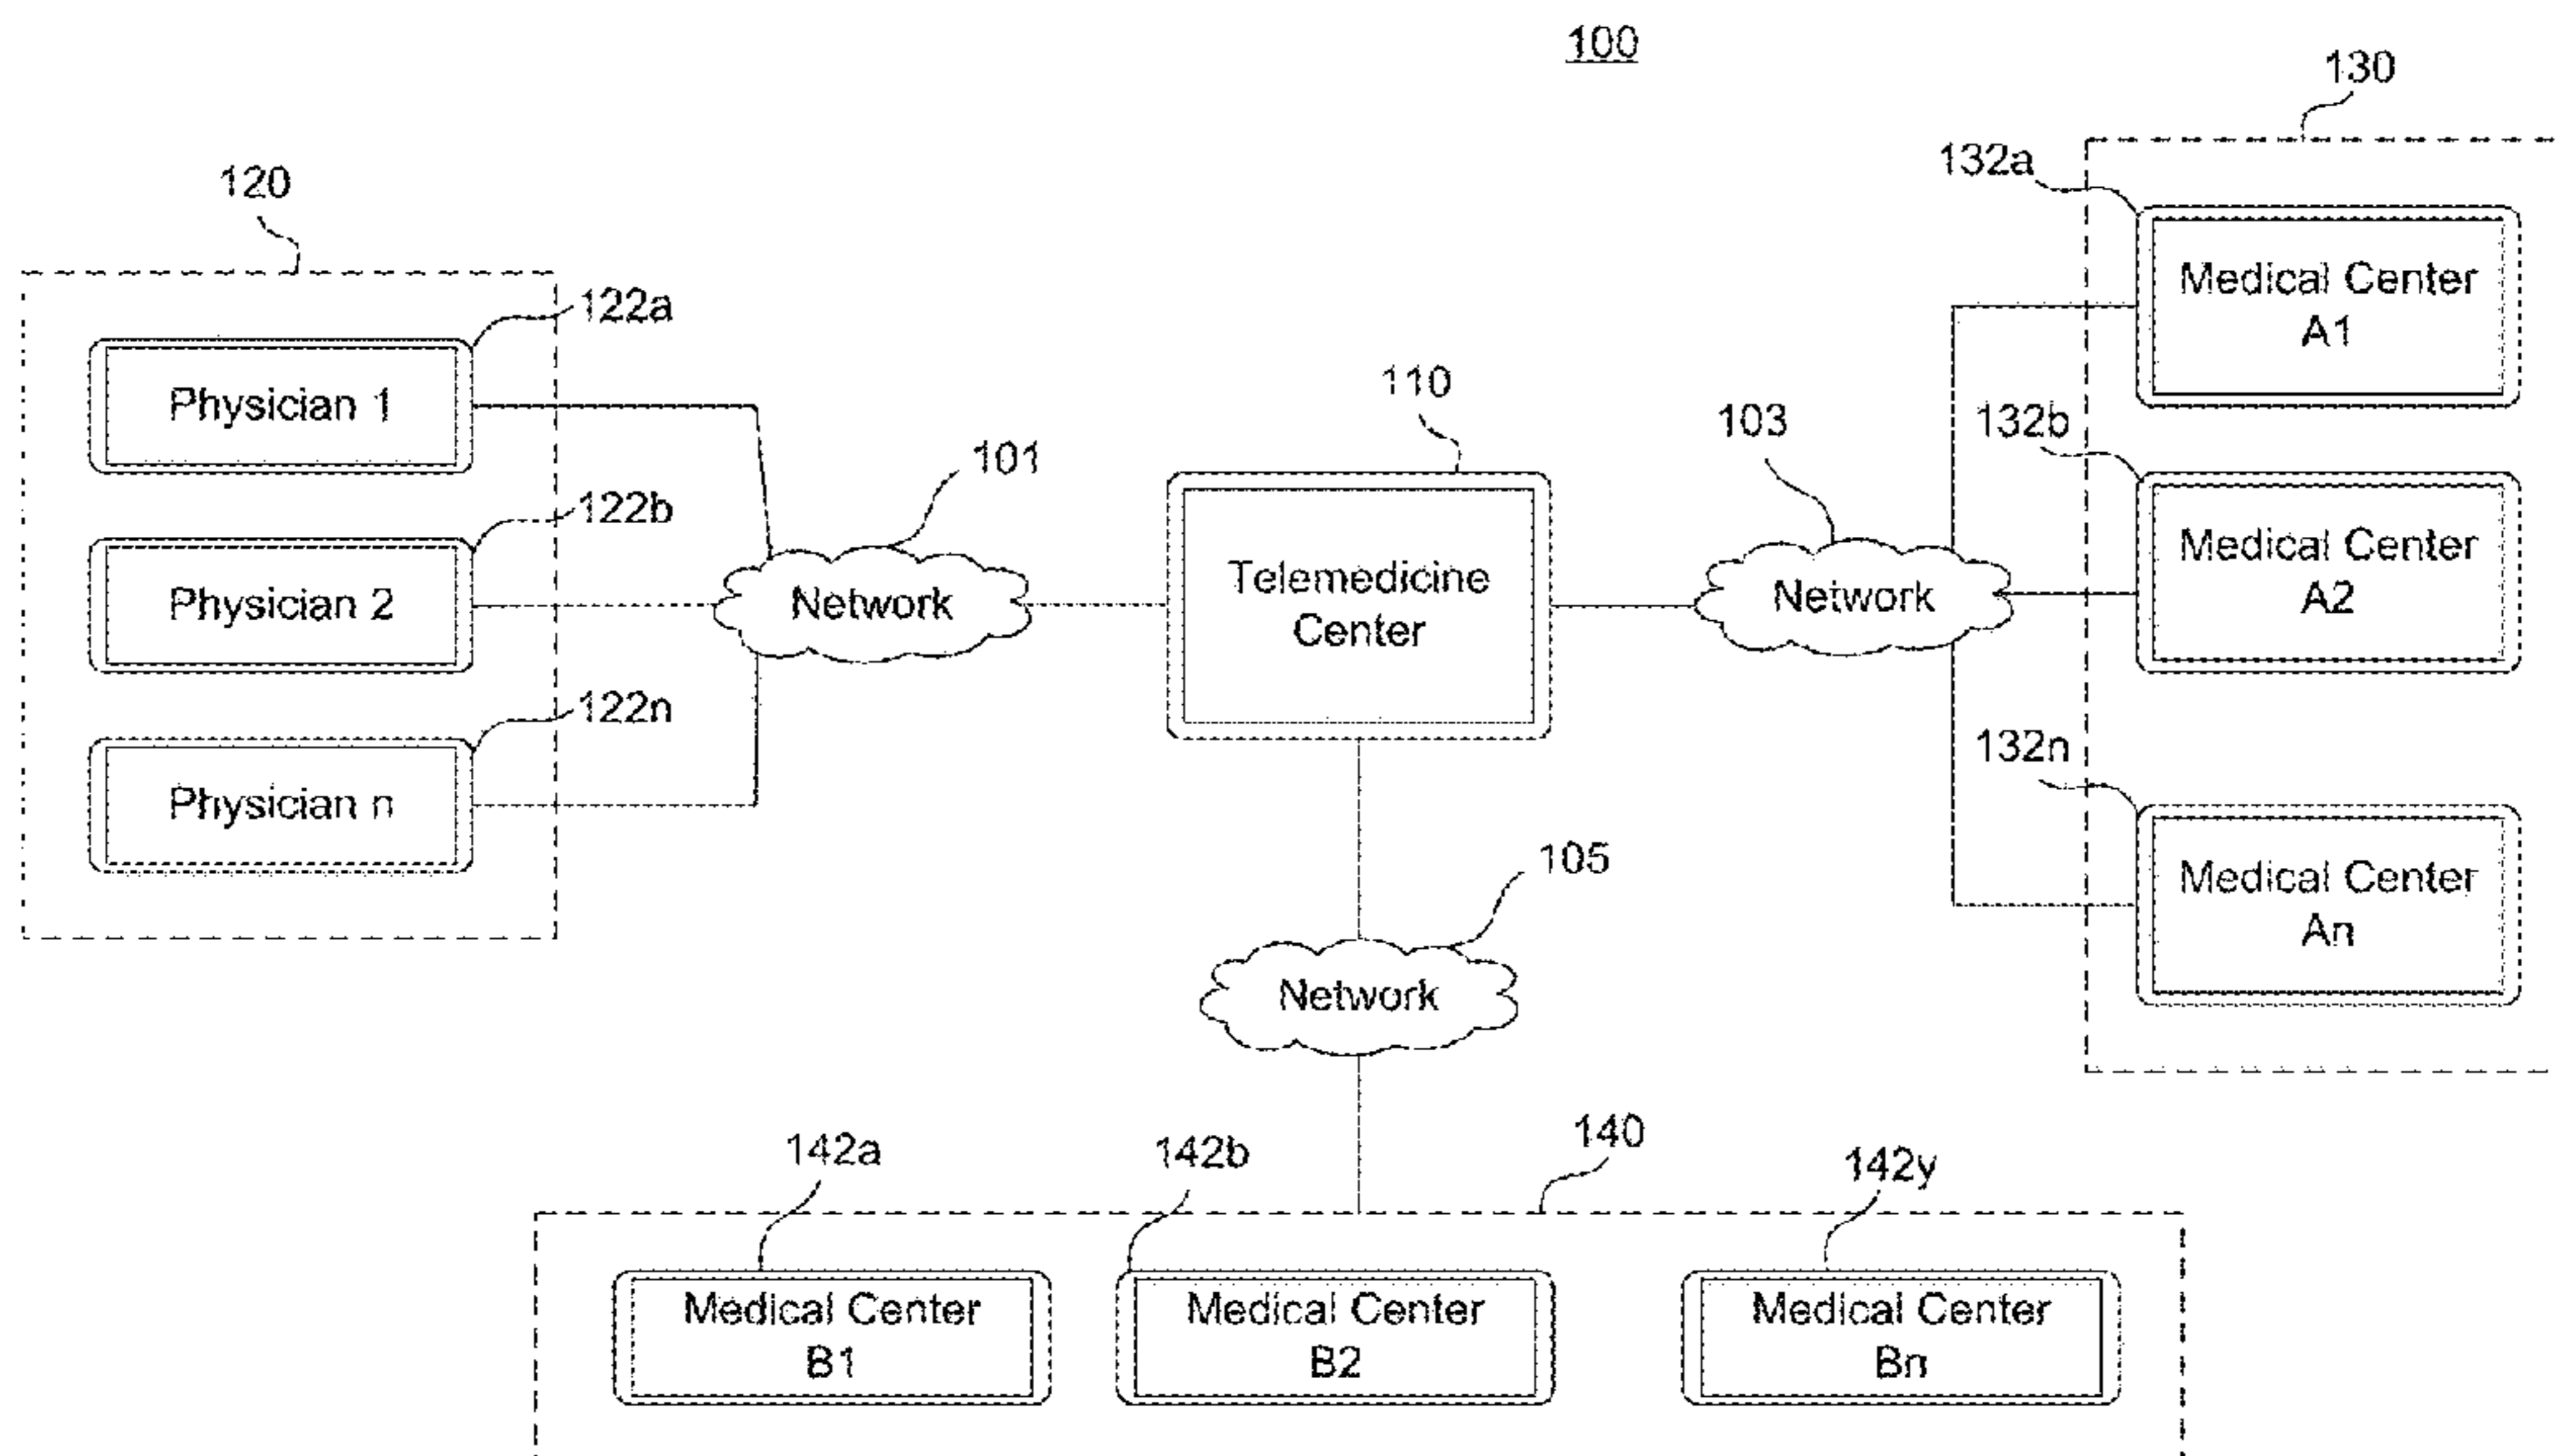 100
130
132a
120
Medical Center
A1
122a
110
Physician 1
103
132b
101
122b
Medical Center
A2
Telemedicine
Center
Network
Network
Physician 2
122n
132n
Physician n
105
Medical Center
An
Network
140
142a
142b
142y
Medical Center
B1
Medical Center
B2
Medical Center
Bn